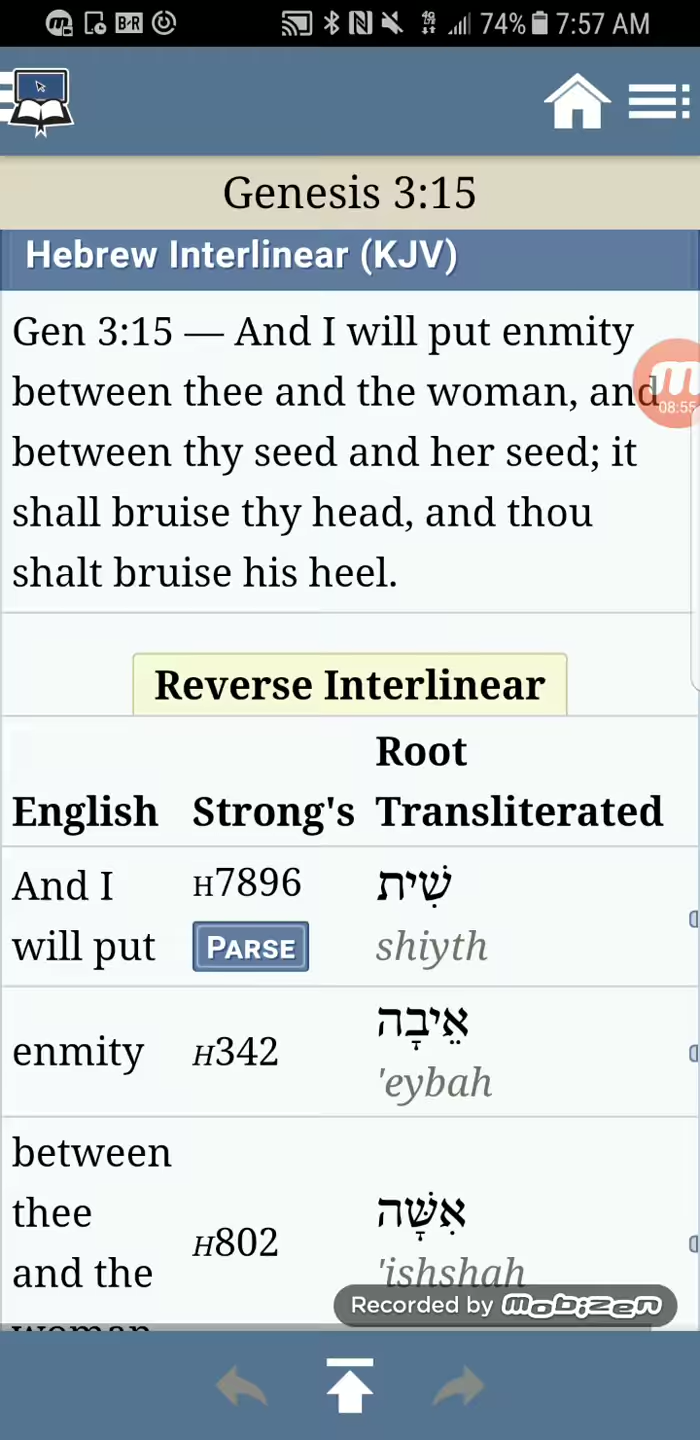 74% 7:57 AM
Genesis 3:15
Hebrew Interlinear (KJV)
Gen 3:15 — And I will put enmity
between thee and the woman, and
08:55
between thy seed and her seed; it
shall bruise thy head, and thou
shalt bruise his heel.
Reverse Interlinear
English Strong's Root
Transliterated
And I
will put
H7896
PARSE
שִׁית
shiyth
enmity H342 אֵיבָה
'eybah
between
thee
and the
woman
H802
אִשָּׁה
'ishshah
Recorded by mobizen